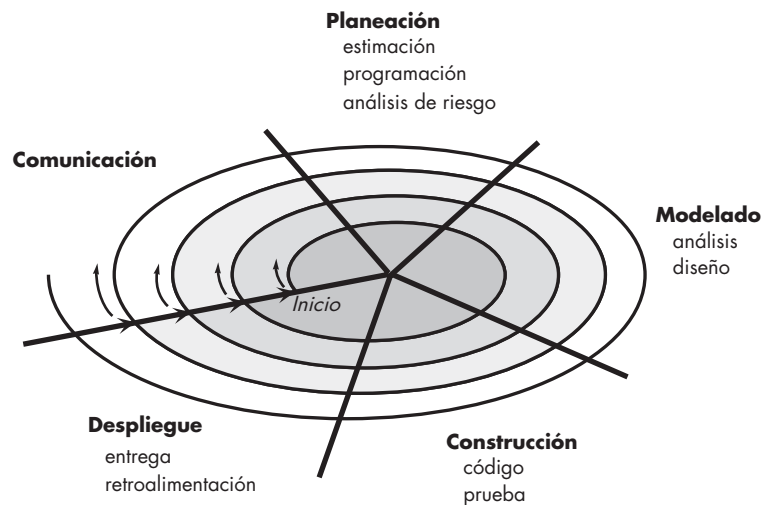 Planeación
estimación
programación
análisis de riesgo
Comunicación
Modelado
análisis
diseño
Inicio
Despliegue
entrega
retroalimentación
Construcción
código
prueba